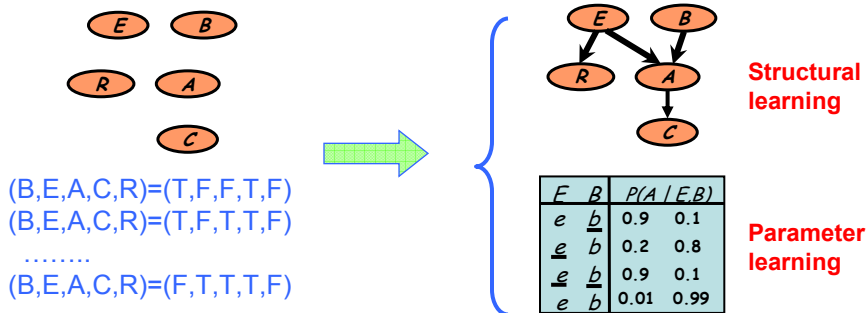 E B
R A
C
(B,E,A,C,R)=(T,F,F,T,F)
(B,E,A,C,R)=(T,F,T,T,F)
……..
(B,E,A,C,R)=(F,T,T,T,F)
E B
R A
C
Structural
learning
E B P(A | E,B)
e b 0.9 0.1
e b 0.2 0.8
e b 0.9 0.1
e b 0.01 0.99
Parameter
learning